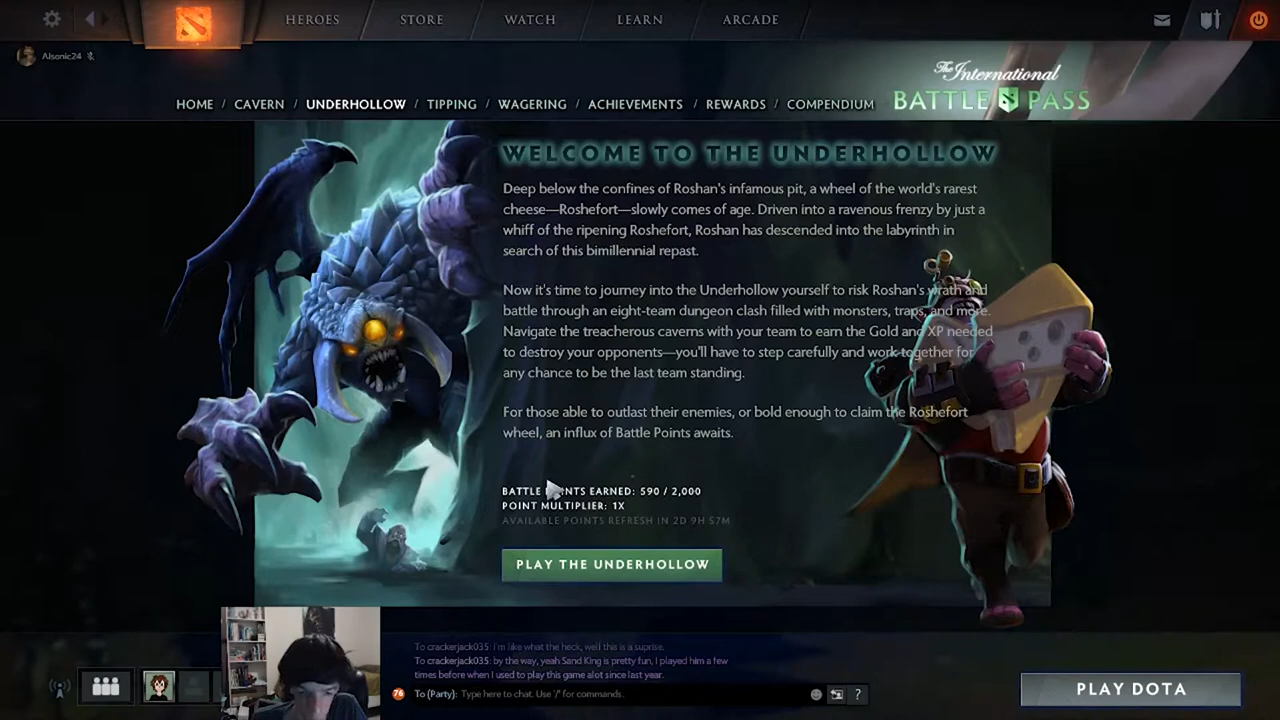 HEROES
STORE
WATCH
LEARN
ARCADE
Alsonic24
The International
BATTLE PASS
HOME / CAVERN / UNDERHOLLOW / TIPPING / WAGERING / ACHIEVEMENTS / REWARDS / COMPENDIUM
WELCOME TO THE UNDERHOLLOW
Deep below the confines of Roshan's infamous pit, a wheel of the world's rarest
cheese—Roshefort—slowly comes of age. Driven into a ravenous frenzy by just a
whiff of the ripening Roshefort, Roshan has descended into the labyrinth in
search of this bimillennial repast.
Now it's time to journey into the Underhollow yourself to risk Roshan's wrath and
battle through an eight-team dungeon clash filled with monsters, traps, and more.
Navigate the treacherous caverns with your team to earn the Gold and XP needed
to destroy your opponents—you'll have to step carefully and work together for
any chance to be the last team standing.
For those able to outlast their enemies, or bold enough to claim the Roshefort
wheel, an influx of Battle Points awaits.
BATTLE POINTS EARNED: 590 / 2,000
POINT MULTIPLIER: 1X
AVAILABLE POINTS REFRESH IN 2D 9H 57M
PLAY THE UNDERHOLLOW
To crackerjack035: i'm like what the heck, well this is a suprise.
To crackerjack035: by the way, yeah Sand King is pretty fun, I played him a few
times before when I used to play this game alot since last year.
76 To (Party): Type here to chat. Use '/' for commands.
?
PLAY DOTA